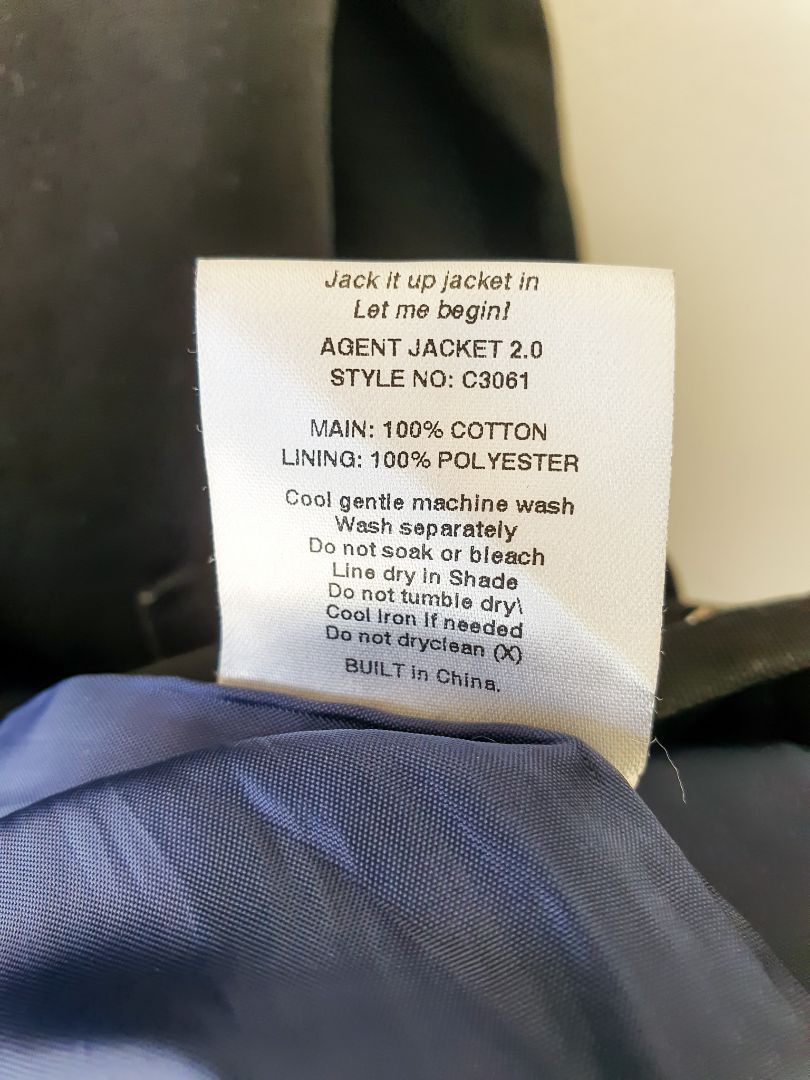 Jack it up jacket in
Let me begin!
AGENT JACKET 2.0
STYLE NO: C3061
MAIN: 100% COTTON
LINING: 100% POLYESTER
Cool gentle machine wash
Wash separately
Do not soak or bleach
Line dry in Shade
Do not tumble dry\
Cool Iron If needed
Do not dryclean (X)
BUILT in China.